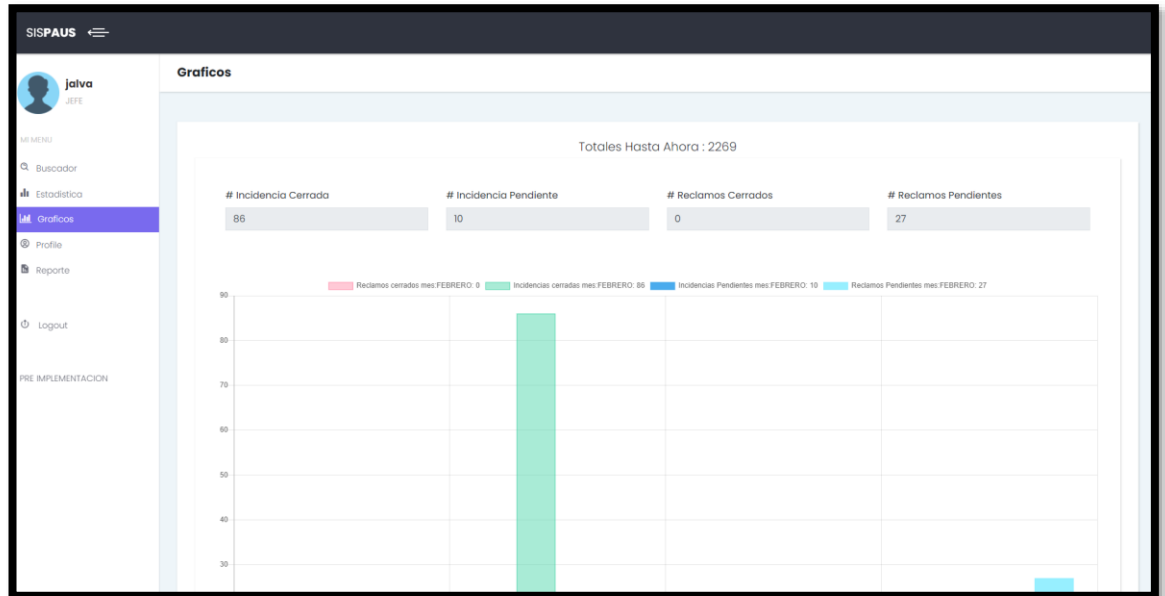 SISPAUS
jalva
JEFE
MI MENU
Buscador
Estadistica
Graficos
Profile
Reporte
Logout
PRE IMPLEMENTACION
Graficos
Totales Hasta Ahora : 2269
# Incidencia Cerrada # Incidencia Pendiente # Reclamos Cerrados # Reclamos Pendientes
86 10 0 27
Reclamos cerrados mes:FEBRERO: 0 Incidencias cerradas mes:FEBRERO: 86 Incidencias Pendientes mes:FEBRERO: 10 Reclamos Pendientes mes:FEBRERO: 27
90
80
70
60
50
40
30